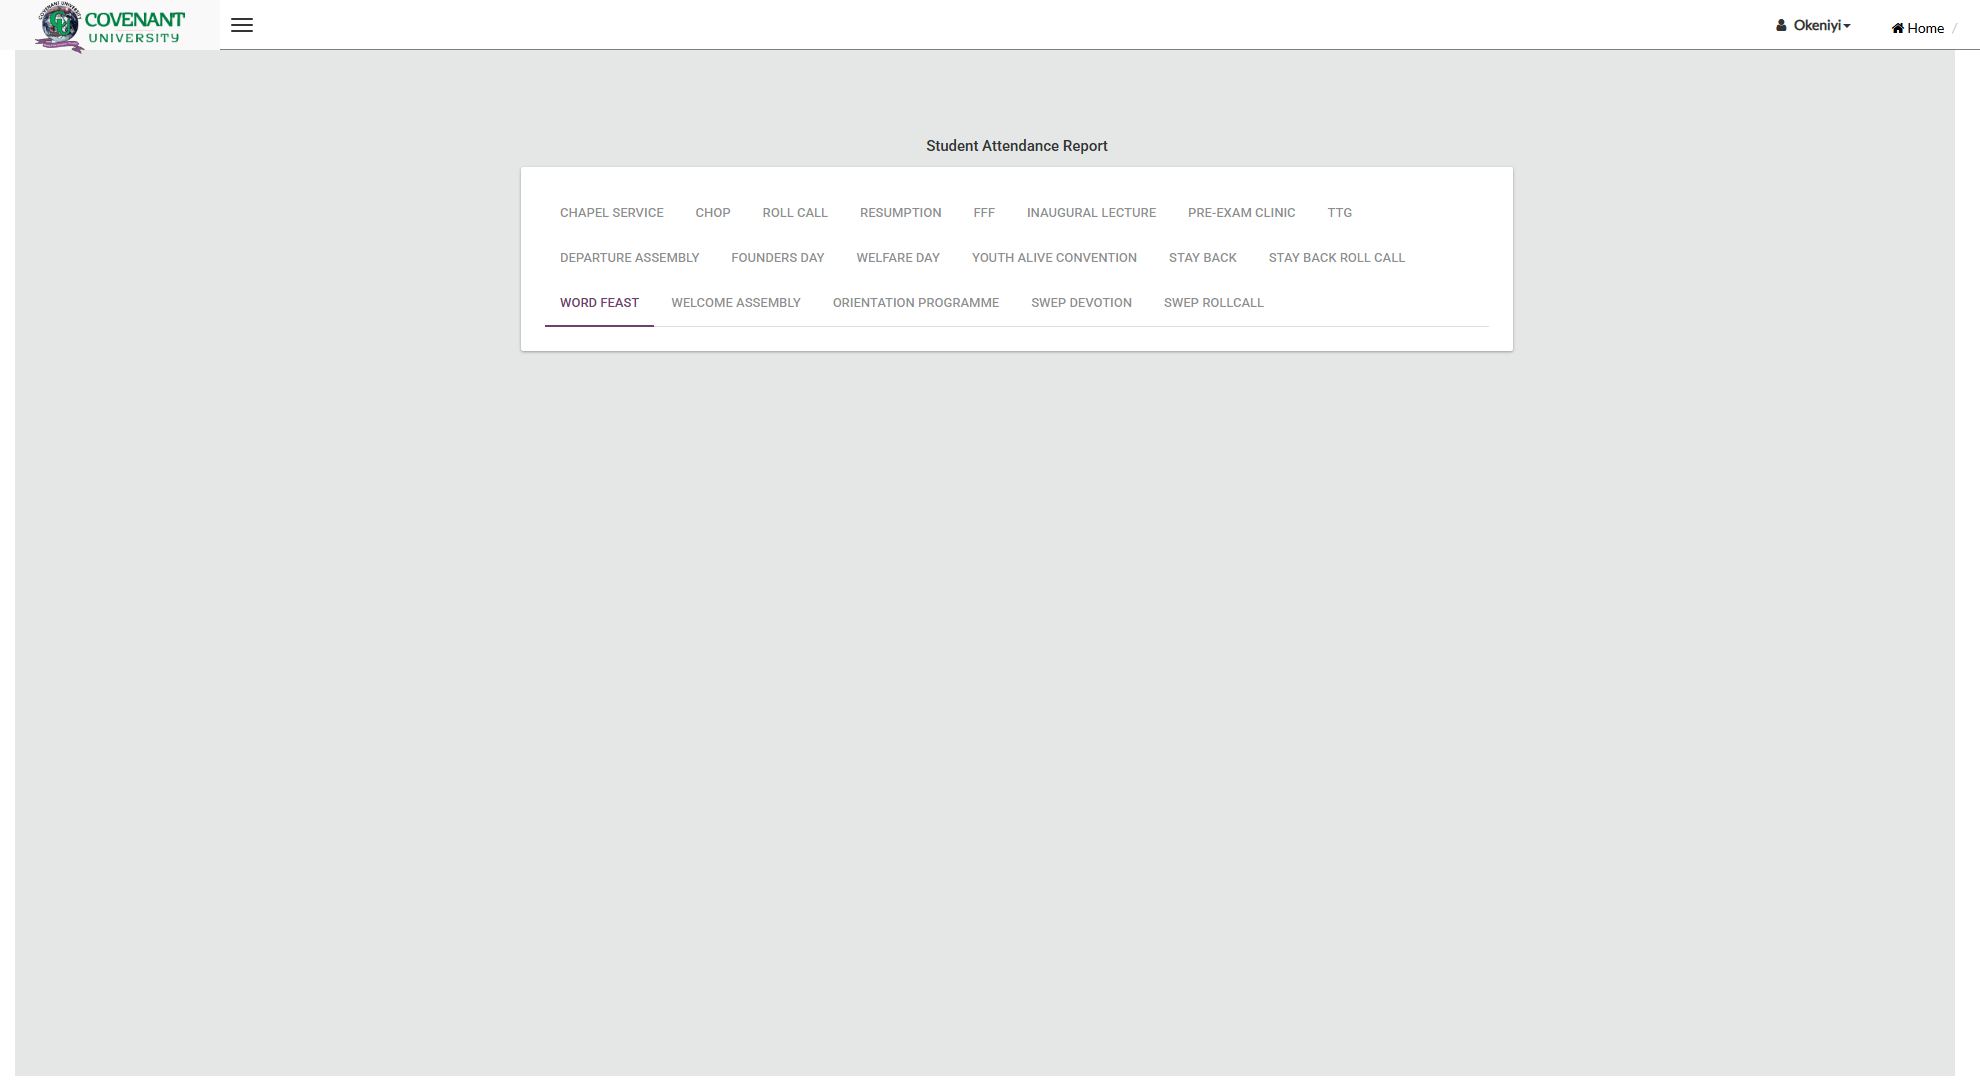 COVENANT
UNIVERSITY
Okeniyi
Home /
Student Attendance Report
CHAPEL SERVICE CHOP ROLL CALL RESUMPTION FFF INAUGURAL LECTURE PRE-EXAM CLINIC TTG
DEPARTURE ASSEMBLY FOUNDERS DAY WELFARE DAY YOUTH ALIVE CONVENTION STAY BACK STAY BACK ROLL CALL
WORD FEAST WELCOME ASSEMBLY ORIENTATION PROGRAMME SWEP DEVOTION SWEP ROLLCALL